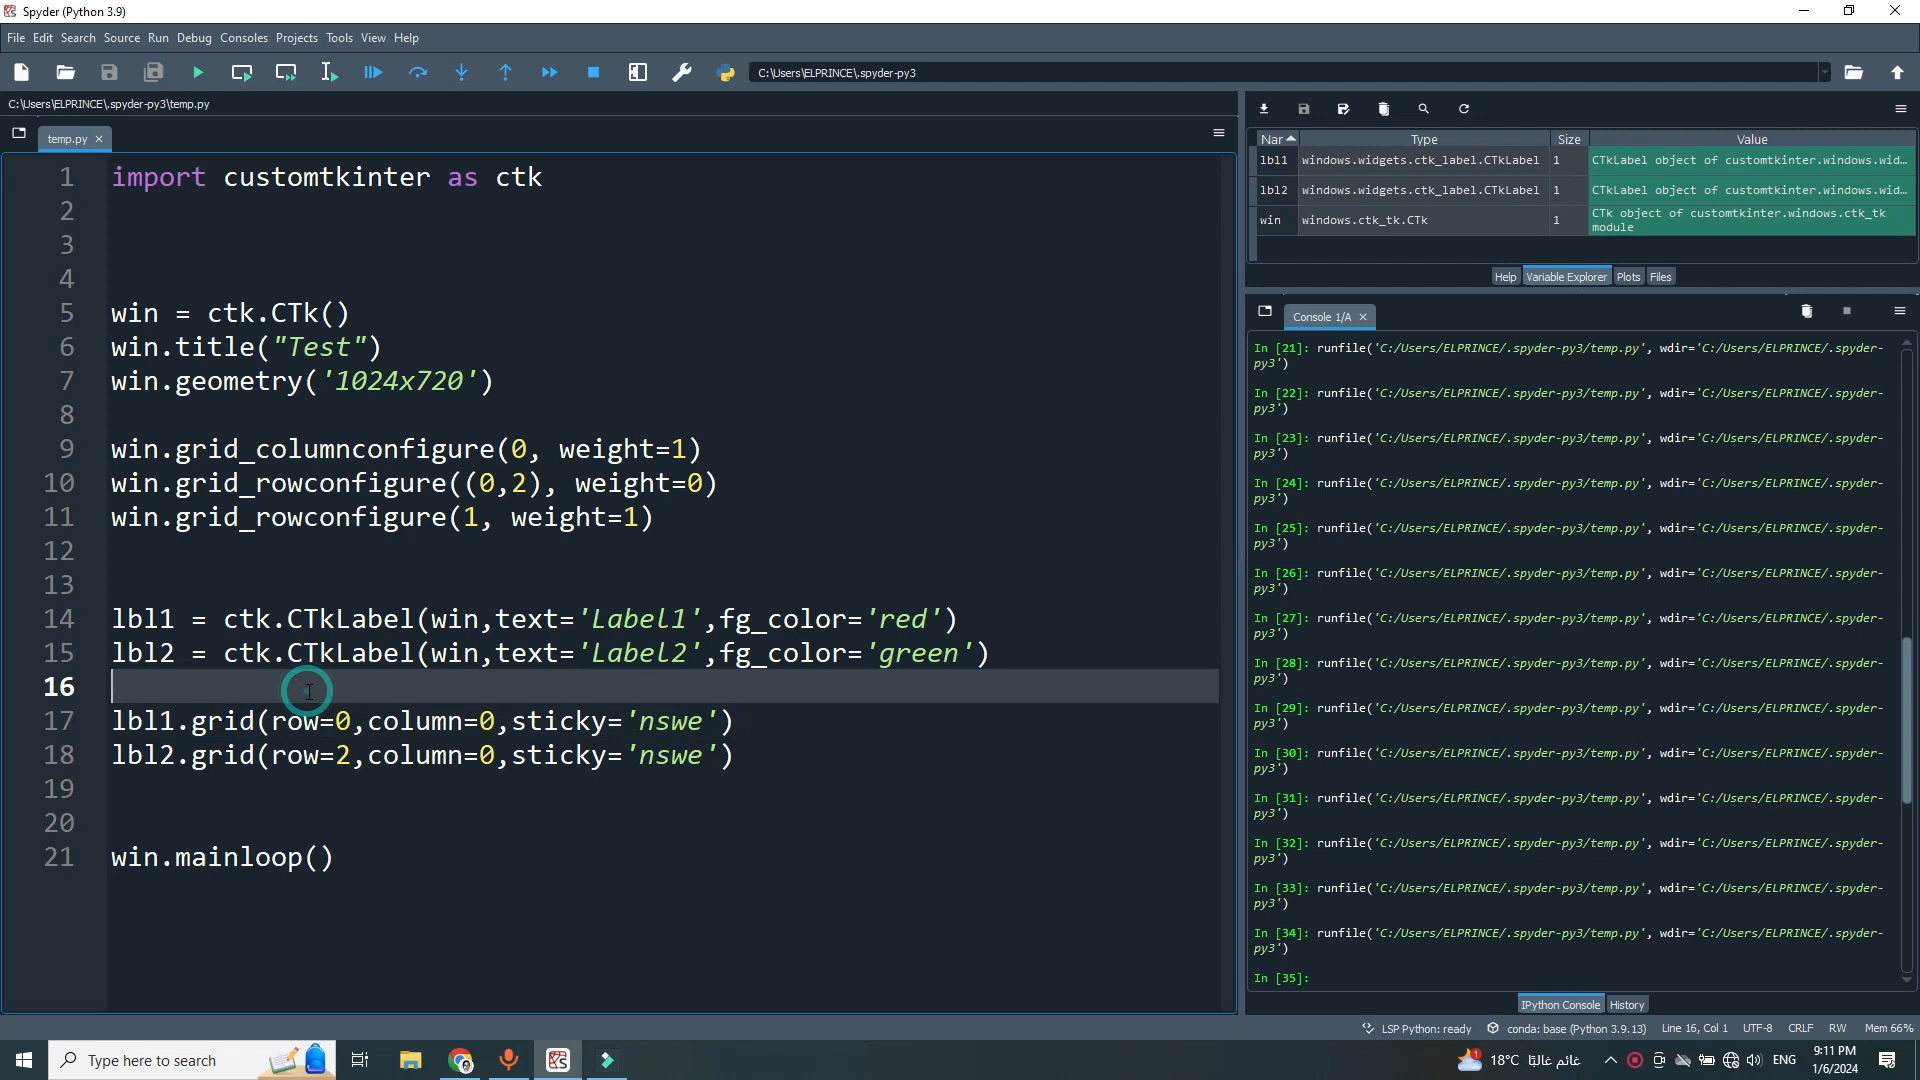 Spyder (Python 3.9)
File Edit Search Source Run Debug Consoles Projects Tools View Help
C:\Users\ELPRINCE\.spyder-py3
C:\Users\ELPRINCE\.spyder-py3\temp.py
temp.py
1 import customtkinter as ctk
2
3
4
5 win = ctk.CTk()
6 win.title("Test")
7 win.geometry('1024x720')
8
9 win.grid_columnconfigure(0, weight=1)
10 win.grid_rowconfigure((0,2), weight=0)
11 win.grid_rowconfigure(1, weight=1)
12
13
14 lbl1 = ctk.CTkLabel(win,text='Label1',fg_color='red')
15 lbl2 = ctk.CTkLabel(win,text='Label2',fg_color='green')
16
17 lbl1.grid(row=0,column=0,sticky='nswe')
18 lbl2.grid(row=2,column=0,sticky='nswe')
19
20
21 win.mainloop()
Nar Type Size Value
lbl1 windows.widgets.ctk_label.CTkLabel 1 CTkLabel object of customtkinter.windows.wid…
lbl2 windows.widgets.ctk_label.CTkLabel 1 CTkLabel object of customtkinter.windows.wid…
win windows.ctk_tk.CTk 1 CTk object of customtkinter.windows.ctk_tk
module
Help Variable Explorer Plots Files
Console 1/A
In [21]: runfile('C:/Users/ELPRINCE/.spyder-py3/temp.py', wdir='C:/Users/ELPRINCE/.spyder-
py3')
In [22]: runfile('C:/Users/ELPRINCE/.spyder-py3/temp.py', wdir='C:/Users/ELPRINCE/.spyder-
py3')
In [23]: runfile('C:/Users/ELPRINCE/.spyder-py3/temp.py', wdir='C:/Users/ELPRINCE/.spyder-
py3')
In [24]: runfile('C:/Users/ELPRINCE/.spyder-py3/temp.py', wdir='C:/Users/ELPRINCE/.spyder-
py3')
In [25]: runfile('C:/Users/ELPRINCE/.spyder-py3/temp.py', wdir='C:/Users/ELPRINCE/.spyder-
py3')
In [26]: runfile('C:/Users/ELPRINCE/.spyder-py3/temp.py', wdir='C:/Users/ELPRINCE/.spyder-
py3')
In [27]: runfile('C:/Users/ELPRINCE/.spyder-py3/temp.py', wdir='C:/Users/ELPRINCE/.spyder-
py3')
In [28]: runfile('C:/Users/ELPRINCE/.spyder-py3/temp.py', wdir='C:/Users/ELPRINCE/.spyder-
py3')
In [29]: runfile('C:/Users/ELPRINCE/.spyder-py3/temp.py', wdir='C:/Users/ELPRINCE/.spyder-
py3')
In [30]: runfile('C:/Users/ELPRINCE/.spyder-py3/temp.py', wdir='C:/Users/ELPRINCE/.spyder-
py3')
In [31]: runfile('C:/Users/ELPRINCE/.spyder-py3/temp.py', wdir='C:/Users/ELPRINCE/.spyder-
py3')
In [32]: runfile('C:/Users/ELPRINCE/.spyder-py3/temp.py', wdir='C:/Users/ELPRINCE/.spyder-
py3')
In [33]: runfile('C:/Users/ELPRINCE/.spyder-py3/temp.py', wdir='C:/Users/ELPRINCE/.spyder-
py3')
In [34]: runfile('C:/Users/ELPRINCE/.spyder-py3/temp.py', wdir='C:/Users/ELPRINCE/.spyder-
py3')
In [35]:
IPython Console History
LSP Python: ready conda: base (Python 3.9.13) Line 16, Col 1 UTF-8 CRLF RW Mem 66%
Type here to search
1 18°C غائم غالبًا ENG 9:11 PM
1/6/2024